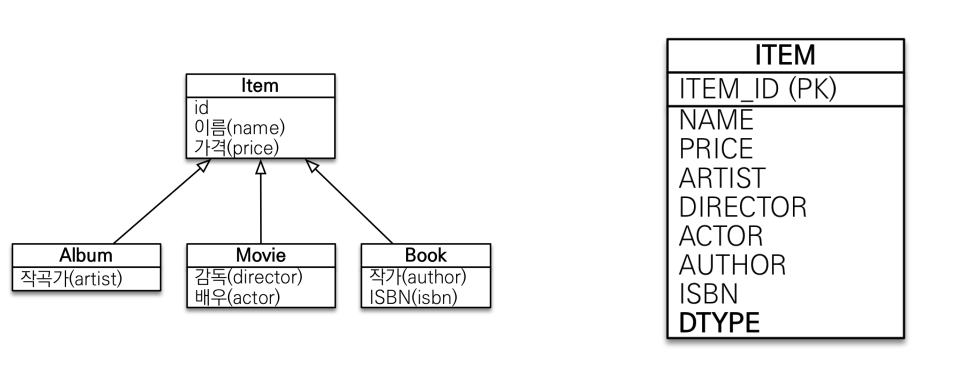 Item
id
이름(name)
가격(price)
Album
작곡가(artist)
Movie
감독(director)
배우(actor)
Book
작가(author)
ISBN(isbn)
ITEM
ITEM_ID (PK)
NAME
PRICE
ARTIST
DIRECTOR
ACTOR
AUTHOR
ISBN
DTYPE